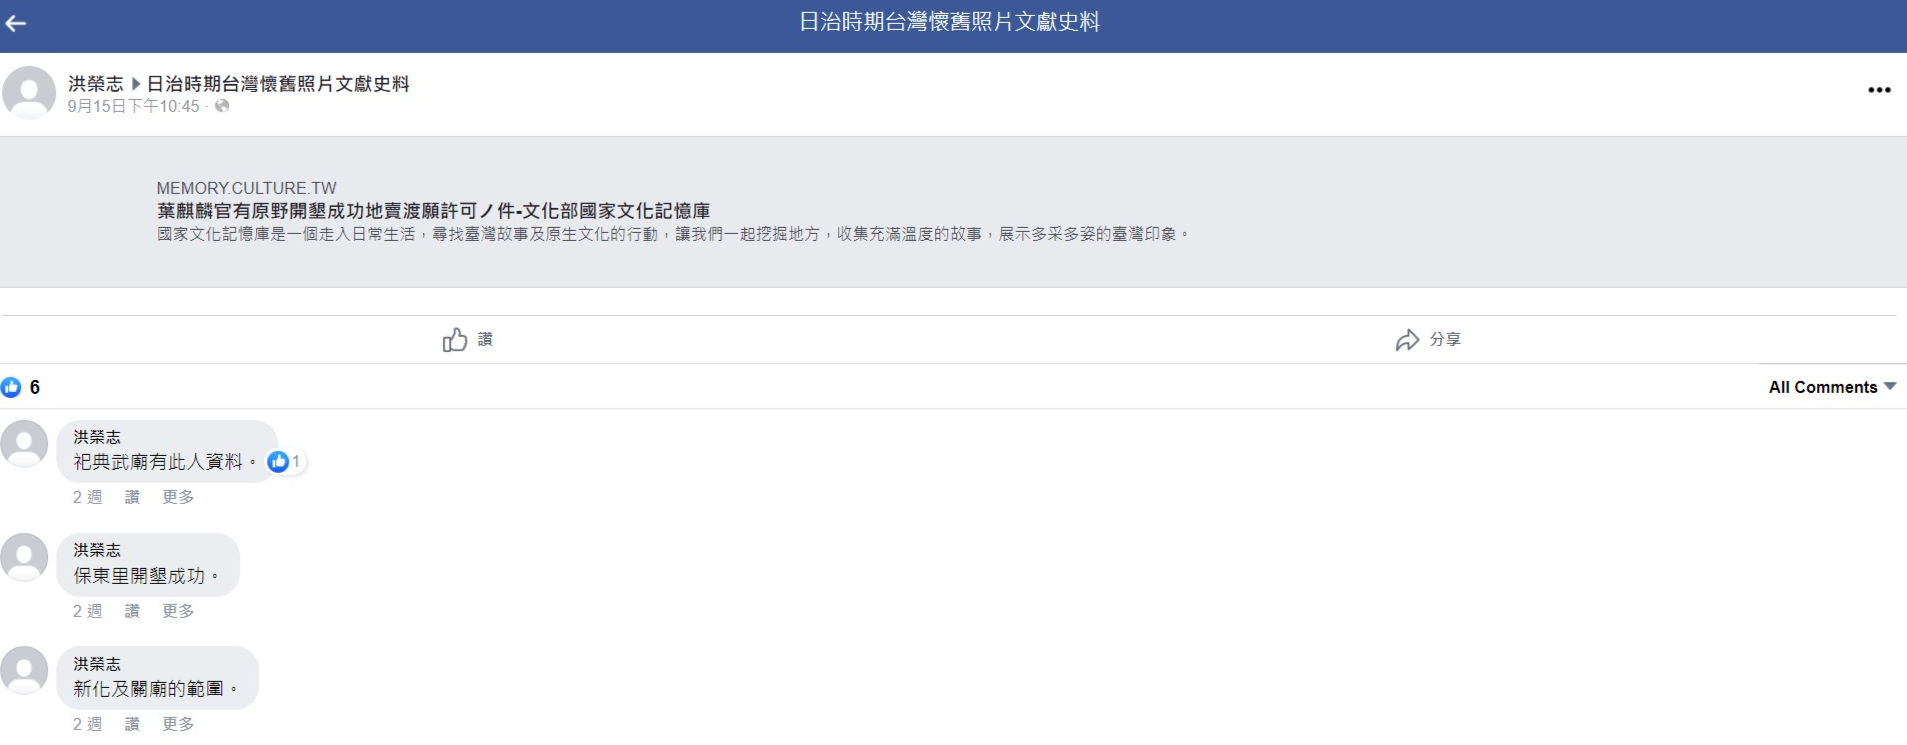 日治時期台灣懷舊照片文獻史料
洪榮志 ▶ 日治時期台灣懷舊照片文獻史料
9月15日下午10:45 ·
MEMORY.CULTURE.TW
葉麒麟官有原野開墾成功地賣渡願許可ノ件-文化部國家文化記憶庫
國家文化記憶庫是一個走入日常生活，尋找臺灣故事及原生文化的行動，讓我們一起挖掘地方，收集充滿溫度的故事，展示多采多姿的臺灣印象。
讚 分享
6 All Comments
洪榮志
祀典武廟有此人資料。 1
2 週 讚 更多
洪榮志
保東里開墾成功。
2 週 讚 更多
洪榮志
新化及關廟的範圍。
2 週 讚 更多